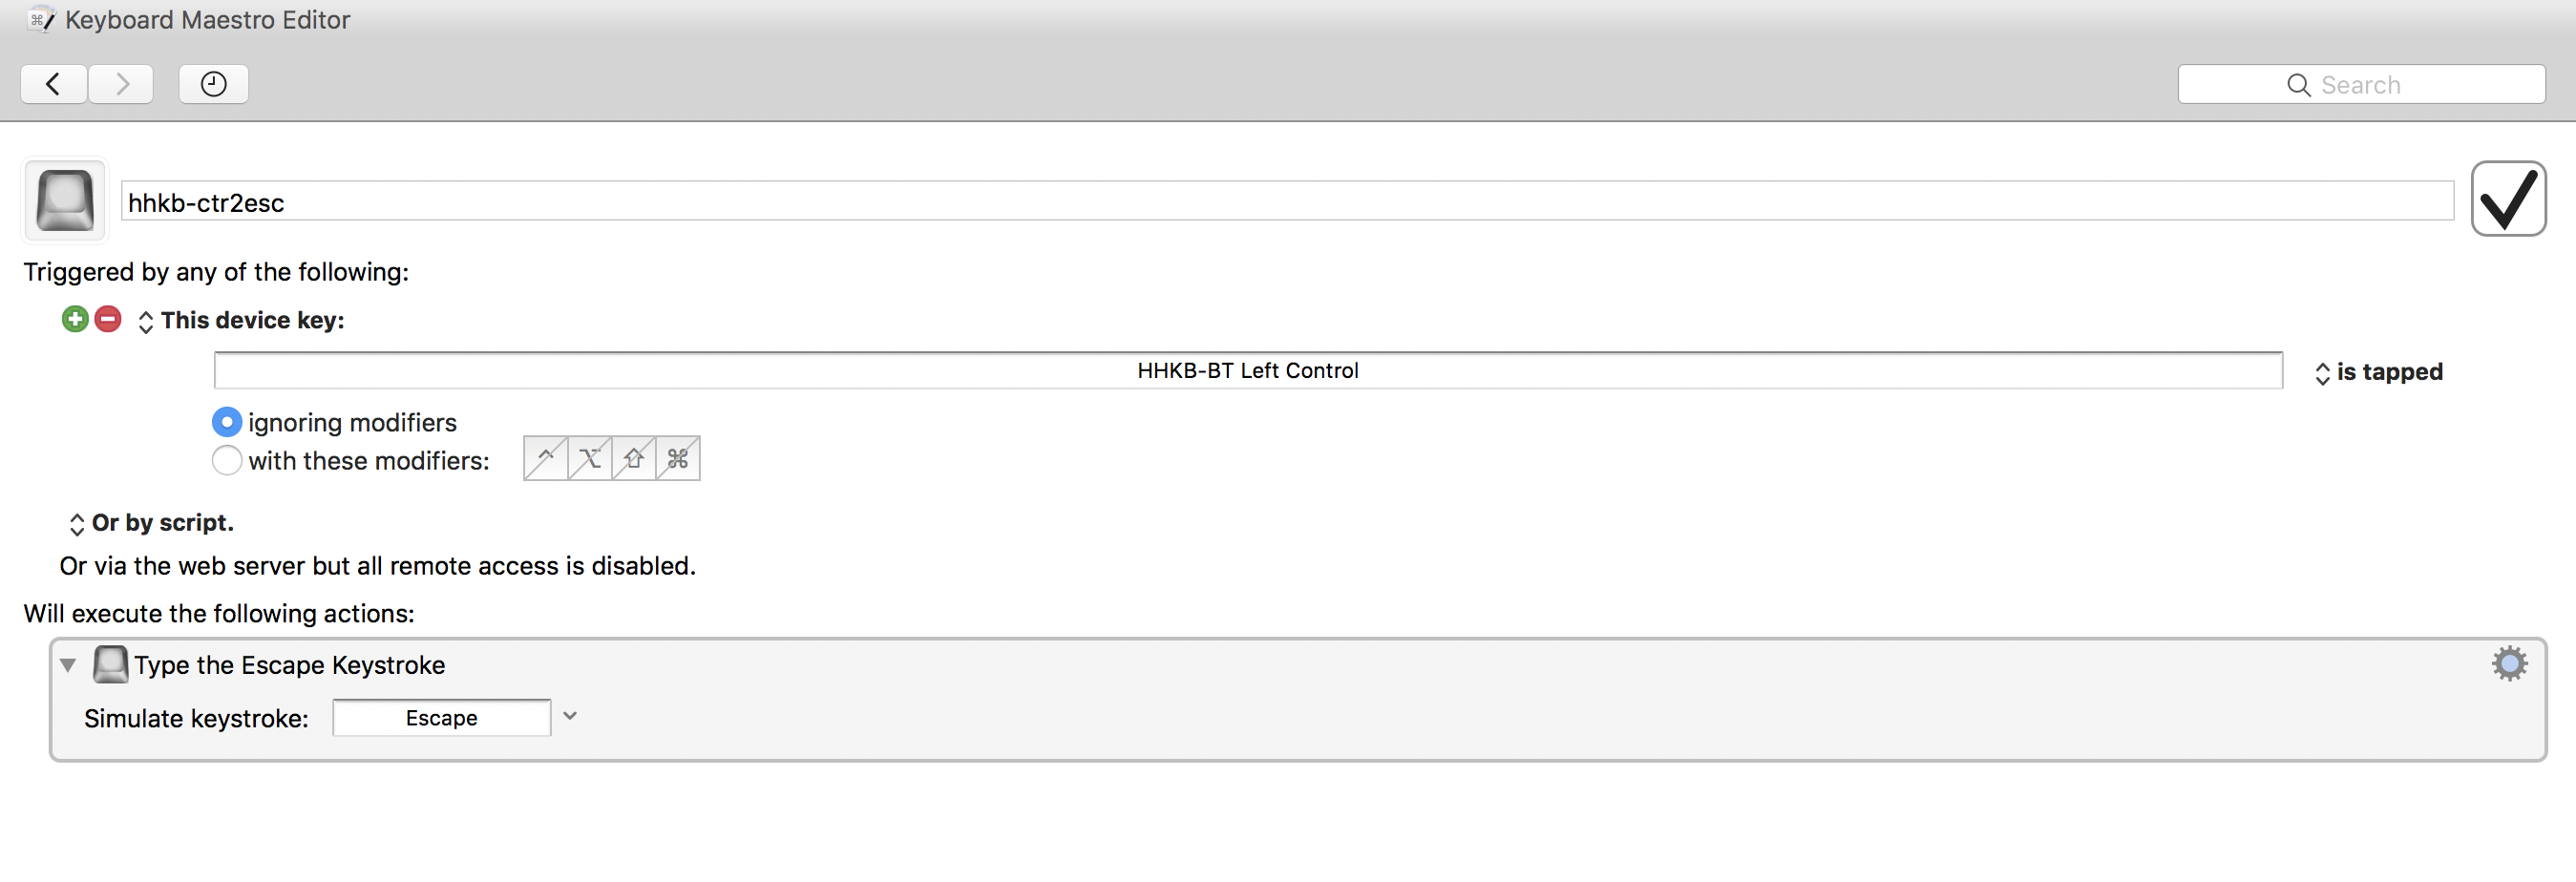 Keyboard Maestro Editor
Search
hhkb-ctr2esc
Triggered by any of the following:
This device key:
HHKB-BT Left Control
is tapped
ignoring modifiers
with these modifiers: ^ ⌥ ⇧ ⌘
Or by script.
Or via the web server but all remote access is disabled.
Will execute the following actions:
Type the Escape Keystroke
Simulate keystroke: Escape